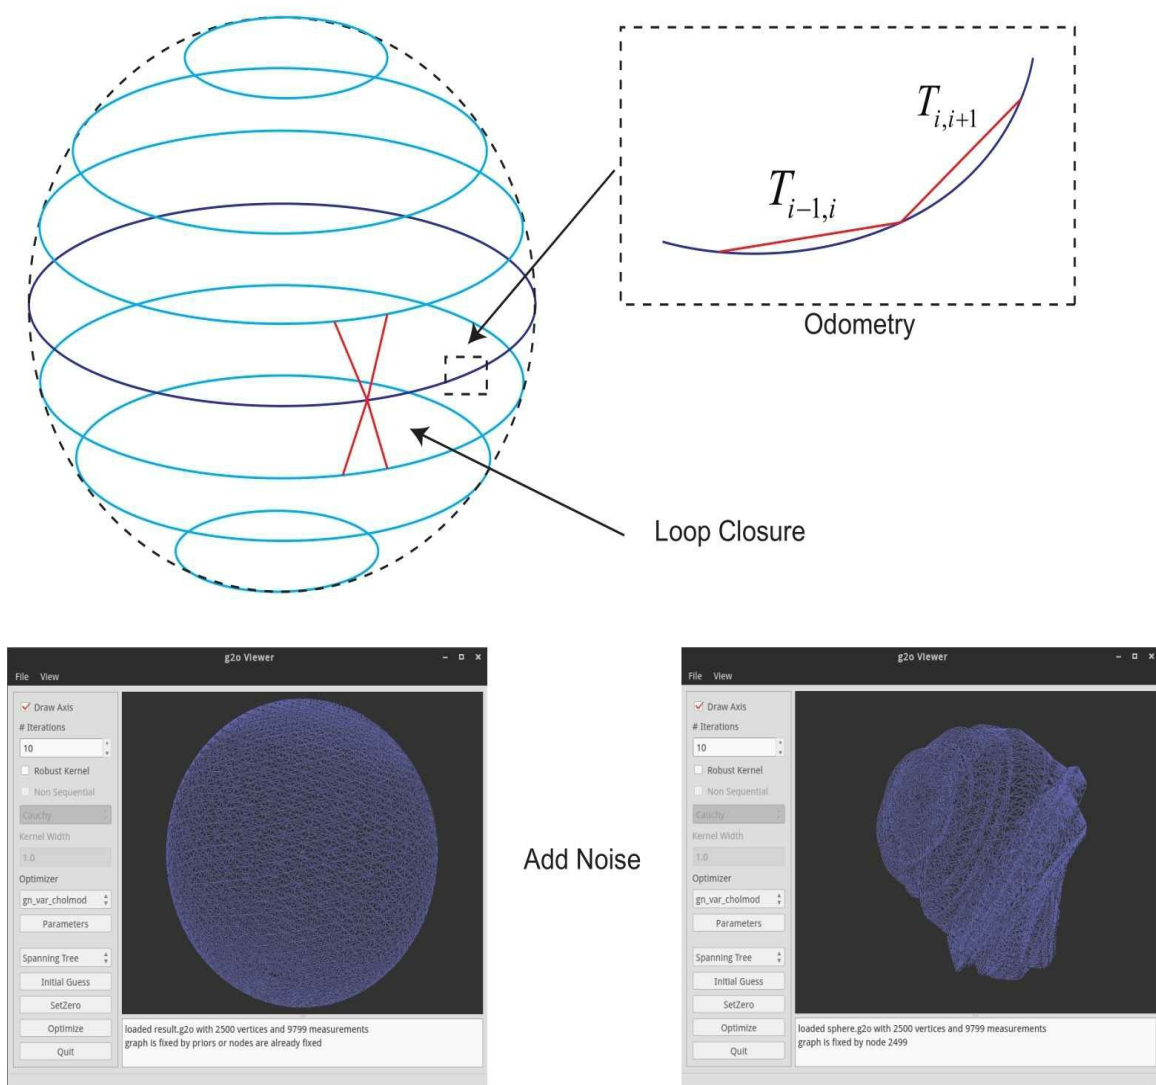 T_{i,i+1}
T_{i-1,i}
Odometry
Loop Closure
g2o Viewer
File View
Draw Axis
# Iterations
10
Robust Kernel
Non Sequential
Cauchy
Kernel Width
1.0
Optimizer
gn_var_cholmod
Parameters
Spanning Tree
Initial Guess
SetZero
Optimize
Quit
loaded result.g2o with 2500 vertices and 9799 measurements
graph is fixed by priors or nodes are already fixed
Add Noise
g2o Viewer
File View
Draw Axis
# Iterations
10
Robust Kernel
Non Sequential
Cauchy
Kernel Width
1.0
Optimizer
gn_var_cholmod
Parameters
Spanning Tree
Initial Guess
SetZero
Optimize
Quit
loaded sphere.g2o with 2500 vertices and 9799 measurements
graph is fixed by node 2499